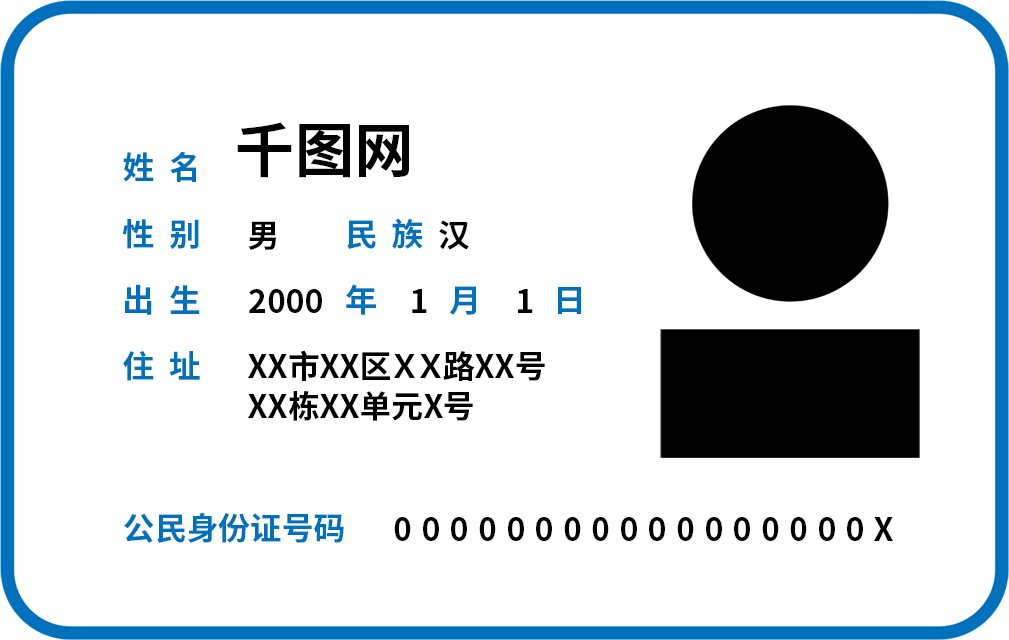 姓 名 千图网
性 别 男 民 族 汉
出 生 2000 年 1 月 1 日
住 址 XX市XX区ＸＸ路XX号
XX栋XX单元X号
公民身份证号码 0 0 0 0 0 0 0 0 0 0 0 0 0 0 0 0 0 X